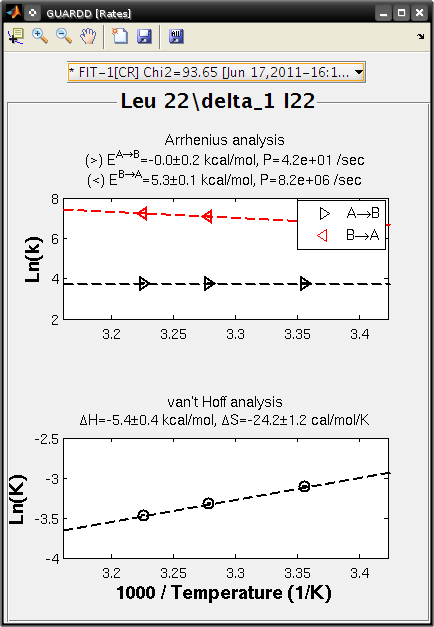 GUARDD [Rates]
* FIT-1[CR] Chi2=93.65 [Jun 17,2011-16:1...
Leu 22\delta_1 I22
Arrhenius analysis
(>) E^A→B=-0.0±0.2 kcal/mol, P=4.2e+01 /sec
(<) E^B→A=5.3±0.1 kcal/mol, P=8.2e+06 /sec
8
6
4
2
Ln(k)
A→B
B→A
3.2 3.25 3.3 3.35 3.4
van't Hoff analysis
ΔH=-5.4±0.4 kcal/mol, ΔS=-24.2±1.2 cal/mol/K
-2.5
-3
-3.5
-4
Ln(K)
3.2 3.25 3.3 3.35 3.4
1000 / Temperature (1/K)